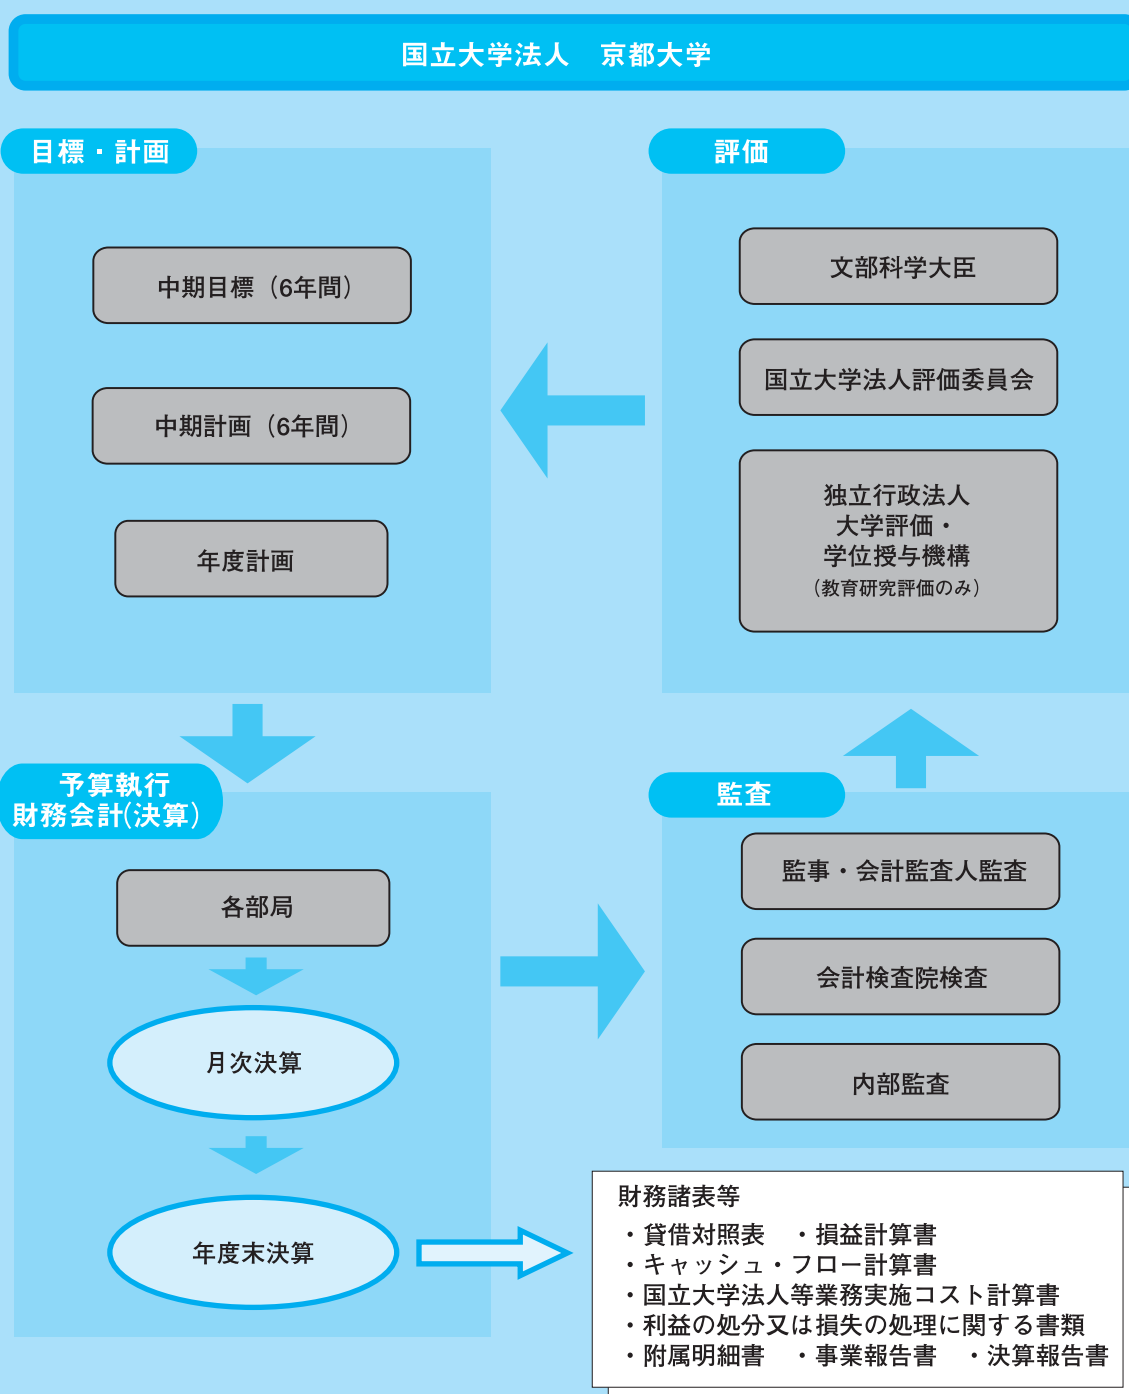 国立大学法人　京都大学
目標・計画
中期目標（6年間）
中期計画（6年間）
年度計画
評価
文部科学大臣
国立大学法人評価委員会
独立行政法人
大学評価・
学位授与機構
（教育研究評価のみ）
予算執行
財務会計(決算)
各部局
月次決算
年度末決算
監査
監事・会計監査人監査
会計検査院検査
内部監査
財務諸表等
・貸借対照表　・損益計算書
・キャッシュ・フロー計算書
・国立大学法人等業務実施コスト計算書
・利益の処分又は損失の処理に関する書類
・附属明細書　・事業報告書　・決算報告書